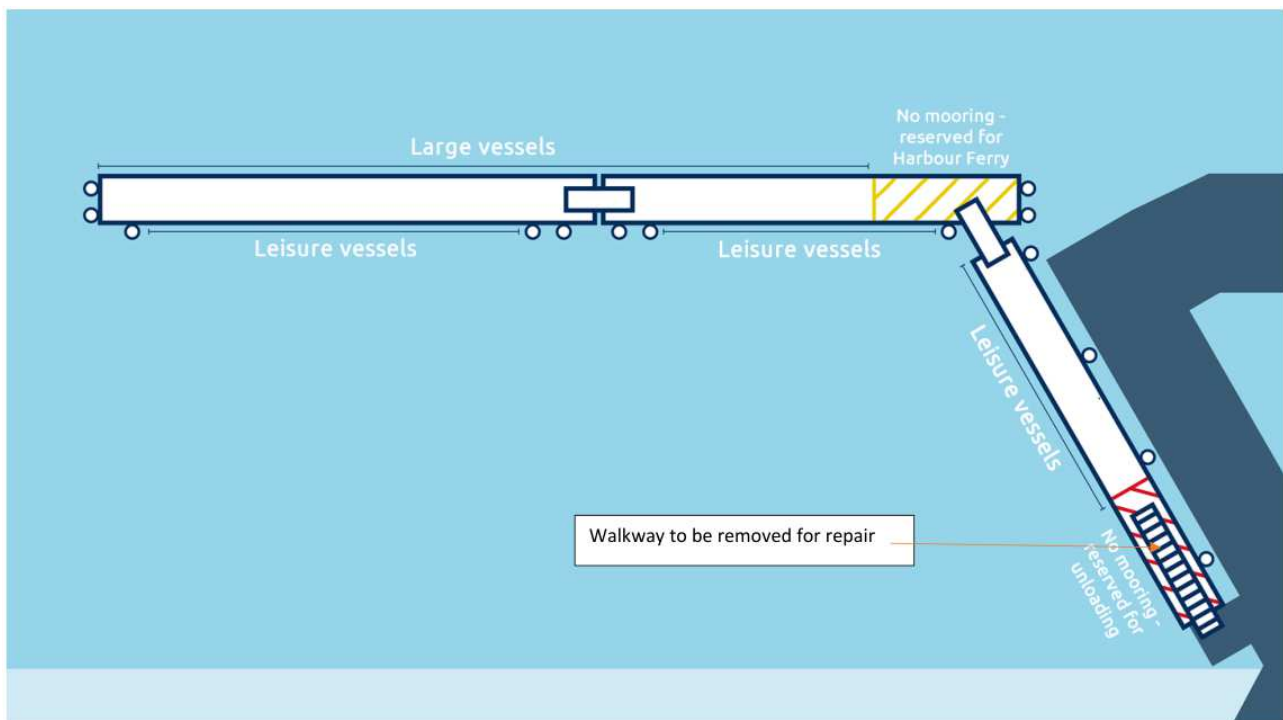 No mooring -
reserved for
Harbour Ferry
Large vessels
Leisure vessels
Leisure vessels
Leisure vessels
Walkway to be removed for repair
No mooring -
reserved for
unloading